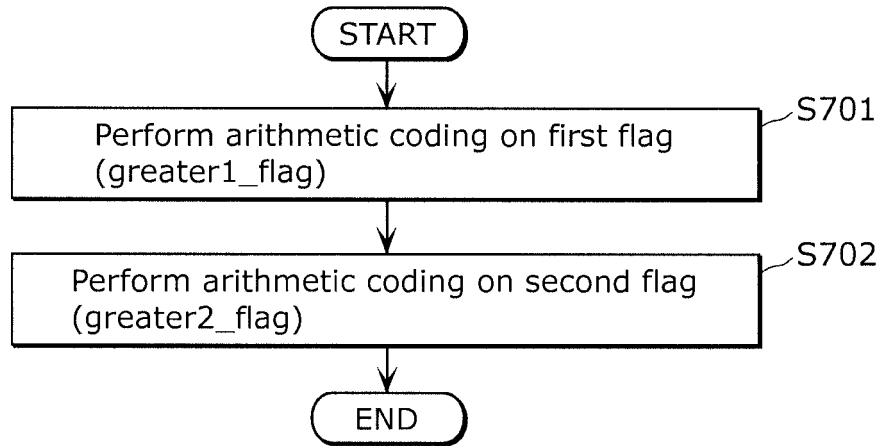 START
Perform arithmetic coding on first flag
(greater1_flag)
S701
Perform arithmetic coding on second flag
(greater2_flag)
S702
END